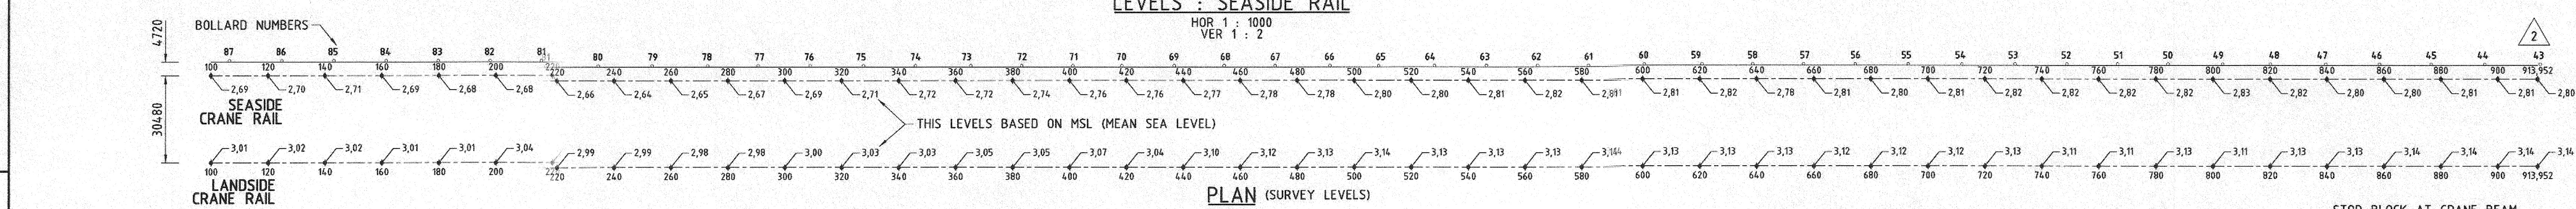 LEVELS : SEASIDE RAIL
HOR 1 : 1000
VER 1 : 2
BOLLARD NUMBERS
4720
2
87 86 85 84 83 82 81 80 79 78 77 76 75 74 73 72 71 70 69 68 67 66 65 64 63 62 61 60 59 58 57 56 55 54 53 52 51 50 49 48 47 46 45 44 43
100 120 140 160 180 200 220 240 260 280 300 320 340 360 380 400 420 440 460 480 500 520 540 560 580 600 620 640 660 680 700 720 740 760 780 800 820 840 860 880 900 913,952
2,69 2,70 2,71 2,69 2,68 2,68 2,66 2,64 2,65 2,67 2,69 2,71 2,72 2,72 2,74 2,76 2,76 2,77 2,78 2,78 2,80 2,80 2,81 2,82 2,81 2,81 2,82 2,78 2,81 2,80 2,81 2,82 2,82 2,82 2,82 2,83 2,82 2,80 2,80 2,81 2,81 2,80
SEASIDE
CRANE RAIL
30480
THIS LEVELS BASED ON MSL (MEAN SEA LEVEL)
3,01 3,02 3,02 3,01 3,01 3,04 2,99 2,99 2,98 2,98 3,00 3,03 3,03 3,05 3,05 3,07 3,04 3,10 3,12 3,13 3,14 3,13 3,13 3,13 3,14 3,13 3,13 3,13 3,12 3,12 3,12 3,13 3,11 3,11 3,13 3,11 3,13 3,13 3,14 3,14 3,14 3,14
100 120 140 160 180 200 220 240 260 280 300 320 340 360 380 400 420 440 460 480 500 520 540 560 580 600 620 640 660 680 700 720 740 760 780 800 820 840 860 880 900 913,952
LANDSIDE
CRANE RAIL
PLAN (SURVEY LEVELS)
STOP BLOCK AT CRANE BEAM